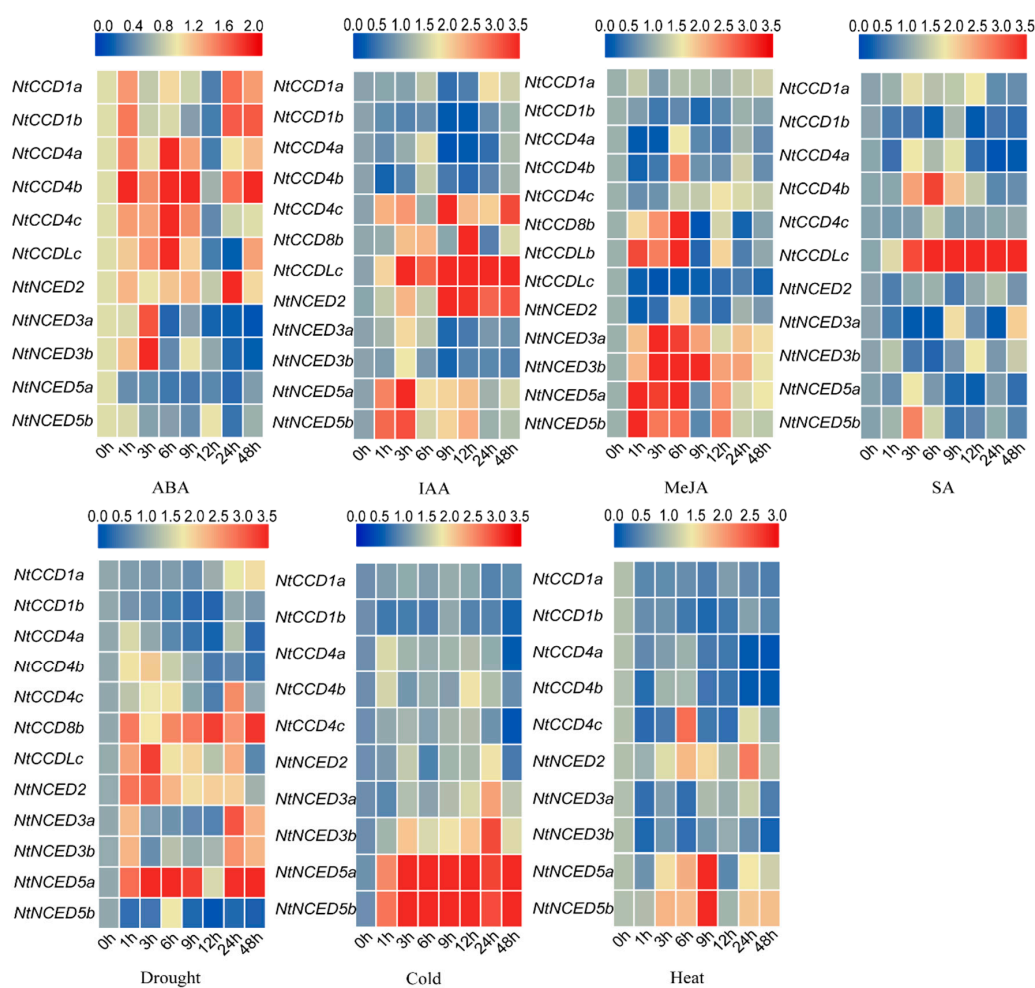 0.0 0.4 0.8 1.2 1.6 2.0
NtCCD1a
NtCCD1b
NtCCD4a
NtCCD4b
NtCCD4c
NtCCDLc
NtNCED2
NtNCED3a
NtNCED3b
NtNCED5a
NtNCED5b
0h 1h 3h 6h 9h 12h 24h 48h
ABA
0.0 0.5 1.0 1.5 2.0 2.5 3.0 3.5
NtCCD1a
NtCCD1b
NtCCD4a
NtCCD4b
NtCCD4c
NtCCD8b
NtCCDLc
NtNCED2
NtNCED3a
NtNCED3b
NtNCED5a
NtNCED5b
0h 1h 3h 6h 9h 12h 24h 48h
IAA
0.0 0.5 1.0 1.5 2.0 2.5 3.0 3.5
NtCCD1a
NtCCD1b
NtCCD4a
NtCCD4b
NtCCD4c
NtCCD8b
NtCCDLb
NtCCDLc
NtNCED2
NtNCED3a
NtNCED3b
NtNCED5a
NtNCED5b
0h 1h 3h 6h 9h 12h 24h 48h
MeJA
0.0 0.5 1.0 1.5 2.0 2.5 3.0 3.5
NtCCD1a
NtCCD1b
NtCCD4a
NtCCD4b
NtCCD4c
NtCCDLc
NtNCED2
NtNCED3a
NtNCED3b
NtNCED5a
NtNCED5b
0h 1h 3h 6h 9h 12h 24h 48h
SA
0.0 0.5 1.0 1.5 2.0 2.5 3.0 3.5
NtCCD1a
NtCCD1b
NtCCD4a
NtCCD4b
NtCCD4c
NtCCD8b
NtCCDLc
NtNCED2
NtNCED3a
NtNCED3b
NtNCED5a
NtNCED5b
0h 1h 3h 6h 9h 12h 24h 48h
Drought
0.0 0.5 1.0 1.5 2.0 2.5 3.0 3.5
NtCCD1a
NtCCD1b
NtCCD4a
NtCCD4b
NtCCD4c
NtNCED2
NtNCED3a
NtNCED3b
NtNCED5a
NtNCED5b
0h 1h 3h 6h 9h 12h 24h 48h
Cold
0.0 0.5 1.0 1.5 2.0 2.5 3.0
NtCCD1a
NtCCD1b
NtCCD4a
NtCCD4b
NtCCD4c
NtNCED2
NtNCED3a
NtNCED3b
NtNCED5a
NtNCED5b
0h 1h 3h 6h 9h 12h 24h 48h
Heat